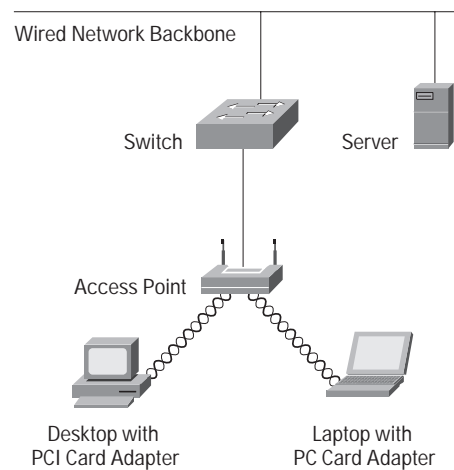 Wired Network Backbone
Switch
Server
Access Point
Desktop with
PCI Card Adapter
Laptop with
PC Card Adapter